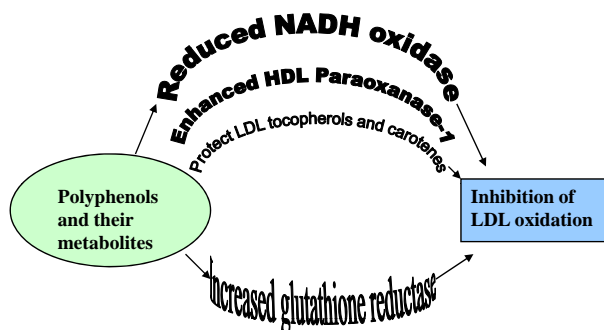 Reduced NADH oxidase
Enhanced HDL Paraoxanase-1
Protect LDL tocopherols and carotenes
Polyphenols
and their
metabolites
Inhibition of
LDL oxidation
Increased glutathione reductase